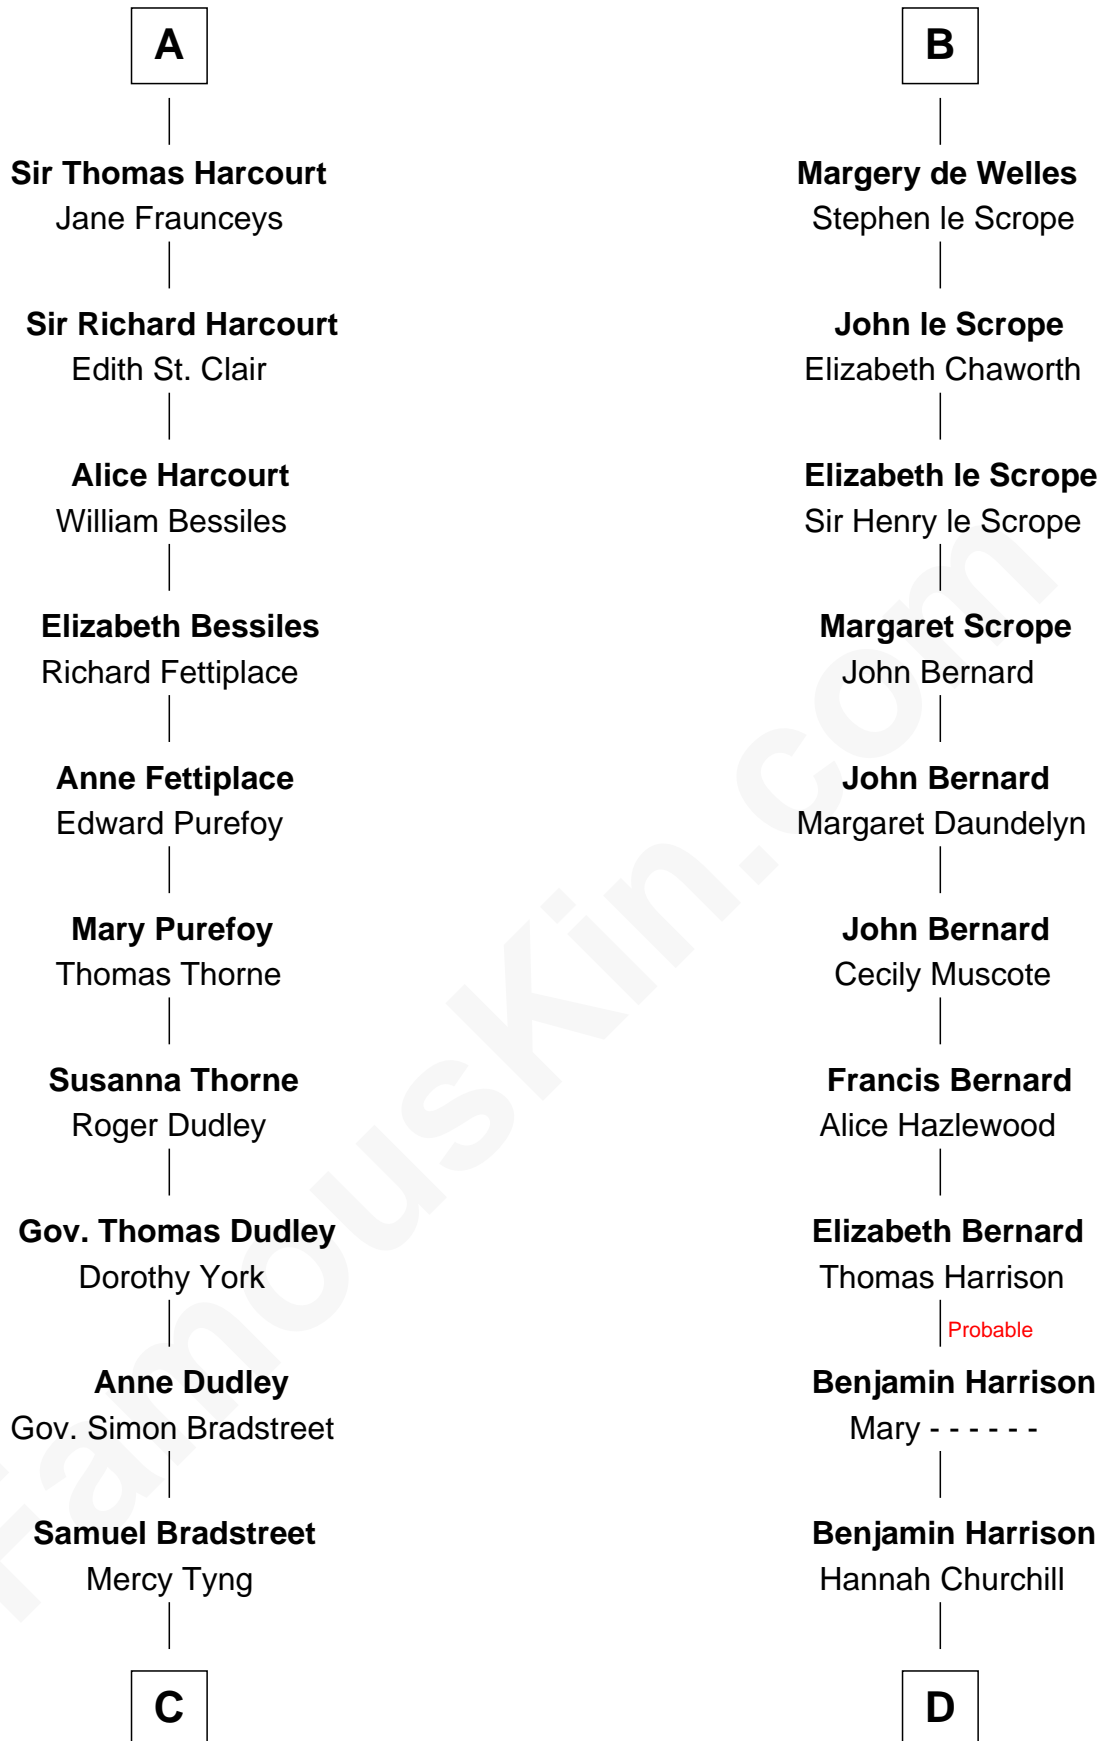 A
Sir Thomas Harcourt
Jane Fraunceys
Sir Richard Harcourt
Edith St. Clair
Alice Harcourt
William Bessiles
Elizabeth Bessiles
Richard Fettiplace
Anne Fettiplace
Edward Purefoy
Mary Purefoy
Thomas Thorne
Susanna Thorne
Roger Dudley
Gov. Thomas Dudley
Dorothy York
Anne Dudley
Gov. Simon Bradstreet
Samuel Bradstreet
Mercy Tyng
C
B
Margery de Welles
Stephen le Scrope
John le Scrope
Elizabeth Chaworth
Elizabeth le Scrope
Sir Henry le Scrope
Margaret Scrope
John Bernard
John Bernard
Margaret Daundelyn
John Bernard
Cecily Muscote
Francis Bernard
Alice Hazlewood
Elizabeth Bernard
Thomas Harrison
Probable
Benjamin Harrison
Mary - - - - - -
Benjamin Harrison
Hannah Churchill
D
FamousKin.com